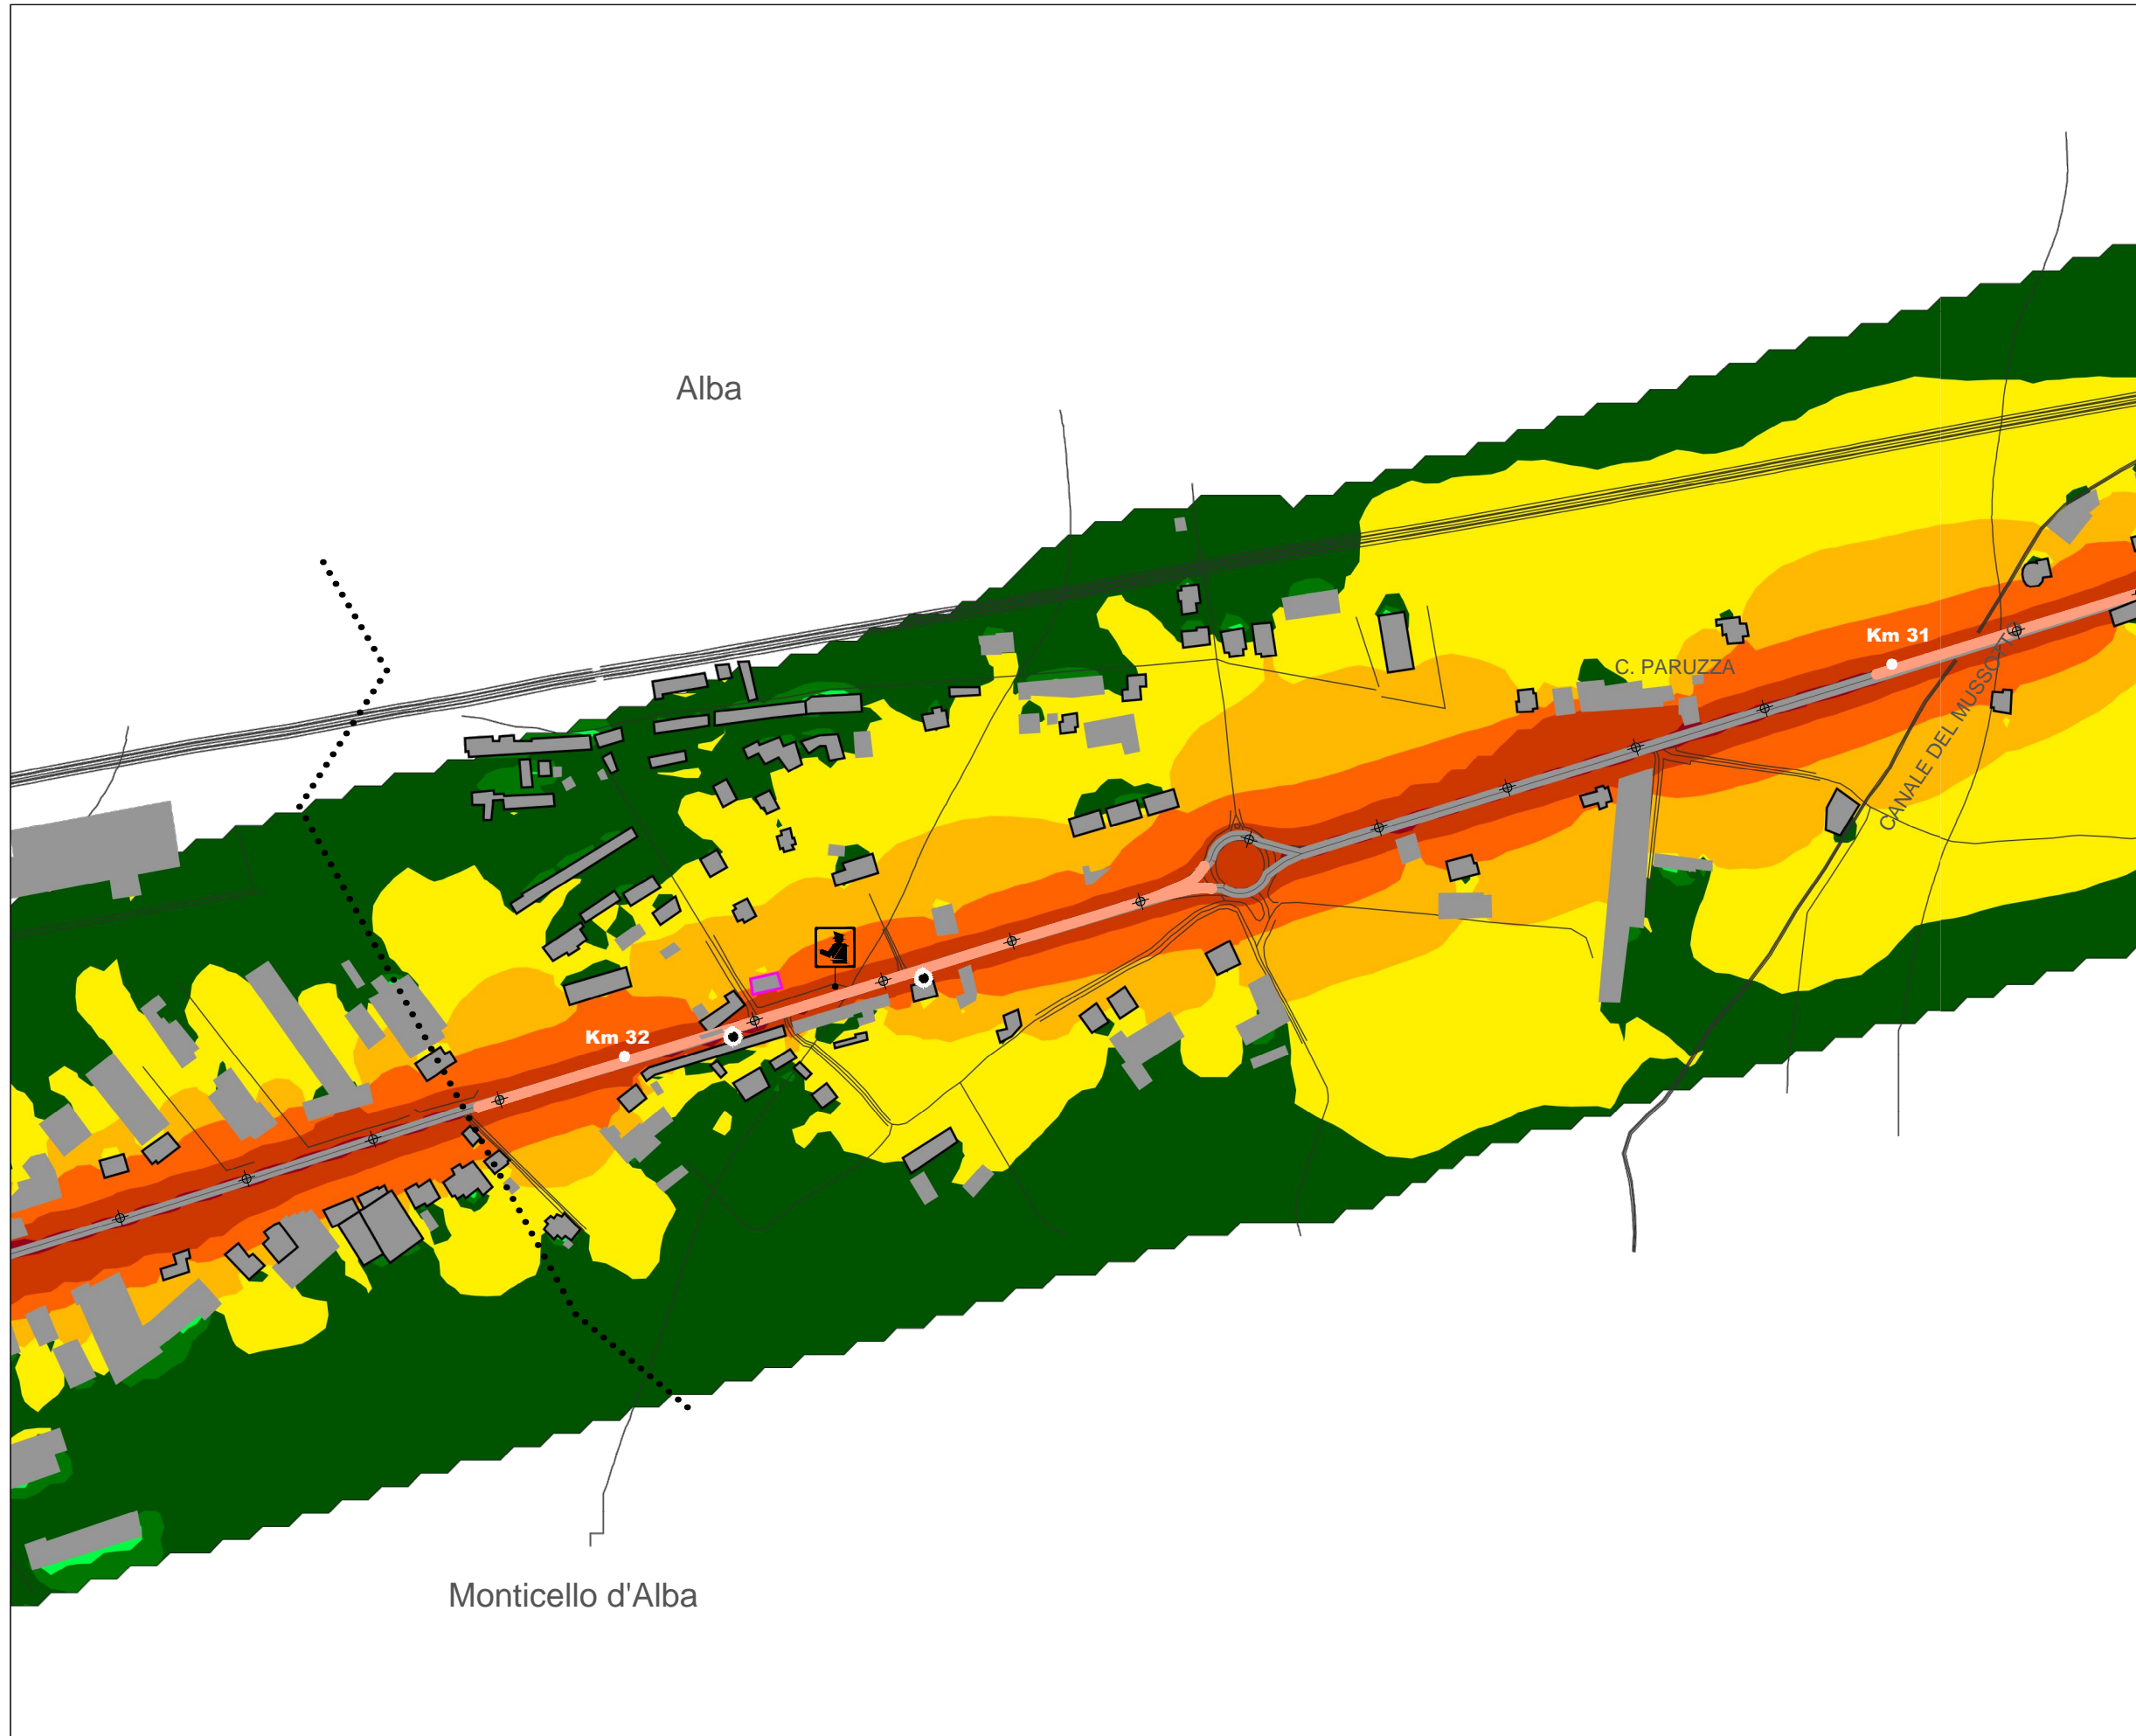 Alba
Km 31
C. PARUZZA
CANALE DEL MUSSOTTO
Km 32
Monticello d'Alba